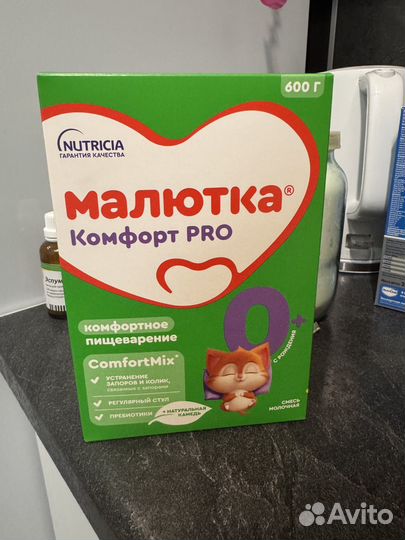 600 Г
NUTRICIA
ГАРАНТИЯ КАЧЕСТВА
МАЛЮТКА®
Комфорт PRO
комфортное
пищеварение
ComfortMix*
УСТРАНЕНИЕ
ЗАПОРОВ И КОЛИК,
связанных с запорами
РЕГУЛЯРНЫЙ СТУЛ
ПРЕБИОТИКИ
+ НАТУРАЛЬНАЯ
КАМЕДЬ
0+
С РОЖДЕНИЯ
СМЕСЬ
МОЛОЧНАЯ
Эспум
Avito